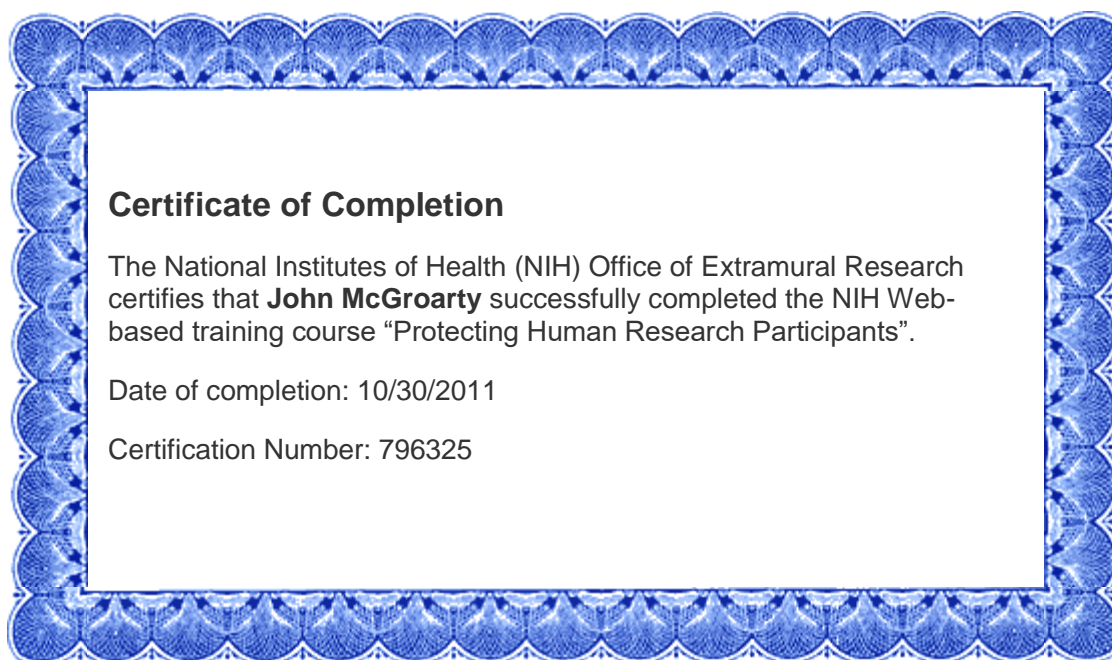 Certificate of Completion
The National Institutes of Health (NIH) Office of Extramural Research
certifies that John McGroarty successfully completed the NIH Web-
based training course “Protecting Human Research Participants”.
Date of completion: 10/30/2011
Certification Number: 796325